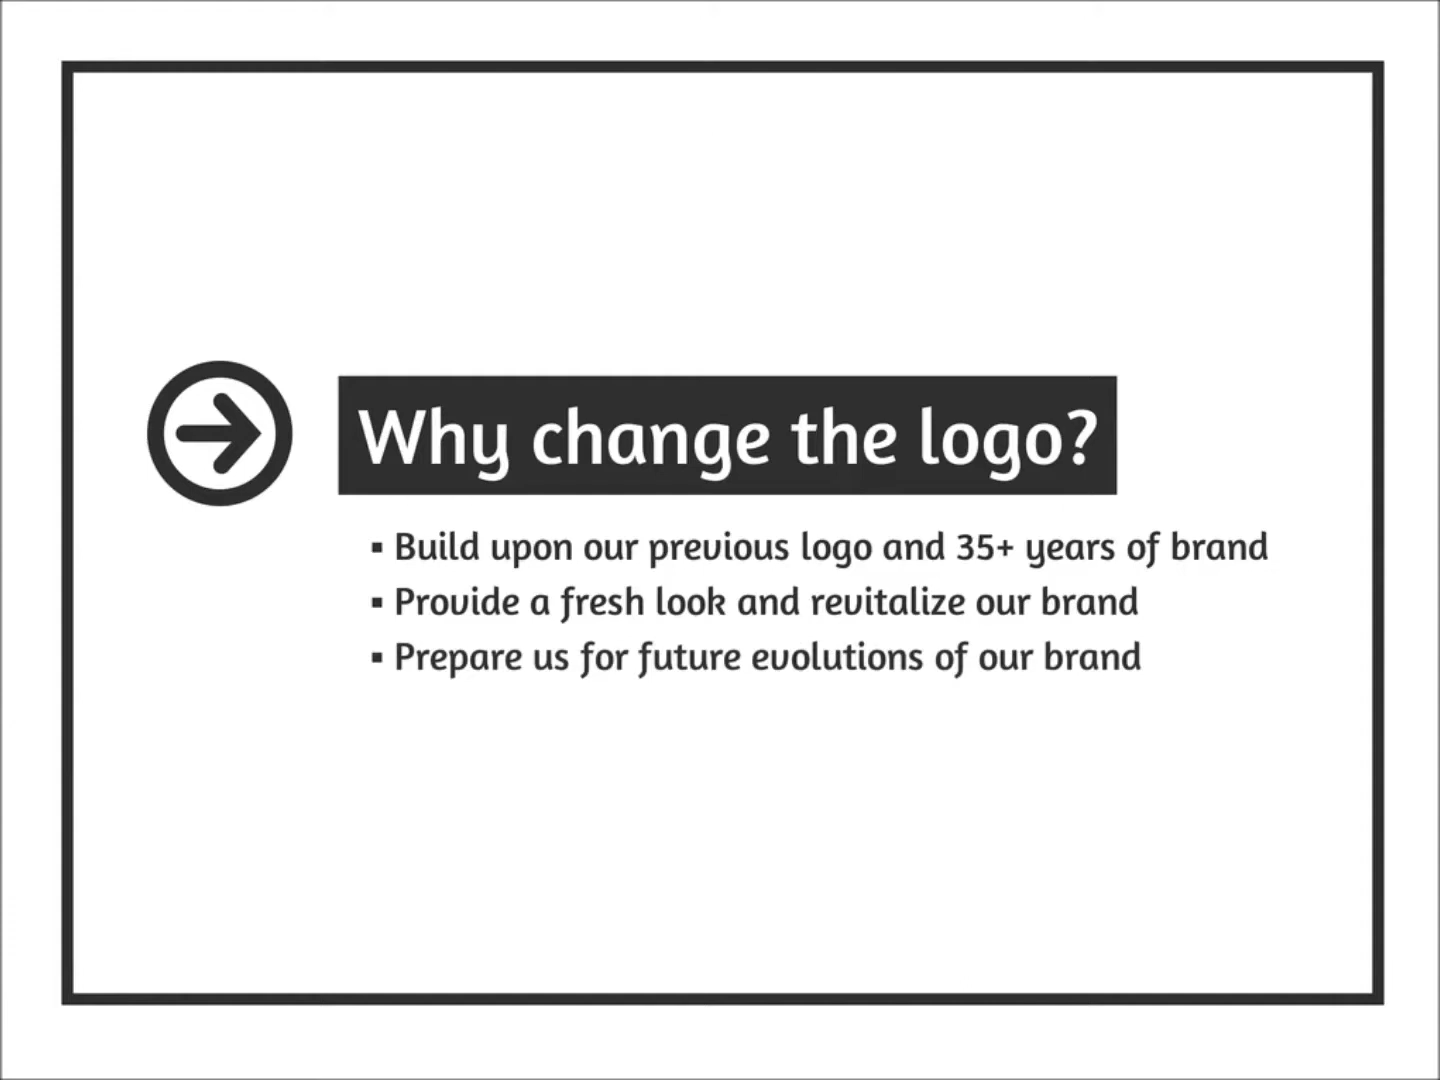 Why change the logo?
▪ Build upon our previous logo and 35+ years of brand
▪ Provide a fresh look and revitalize our brand
▪ Prepare us for future evolutions of our brand